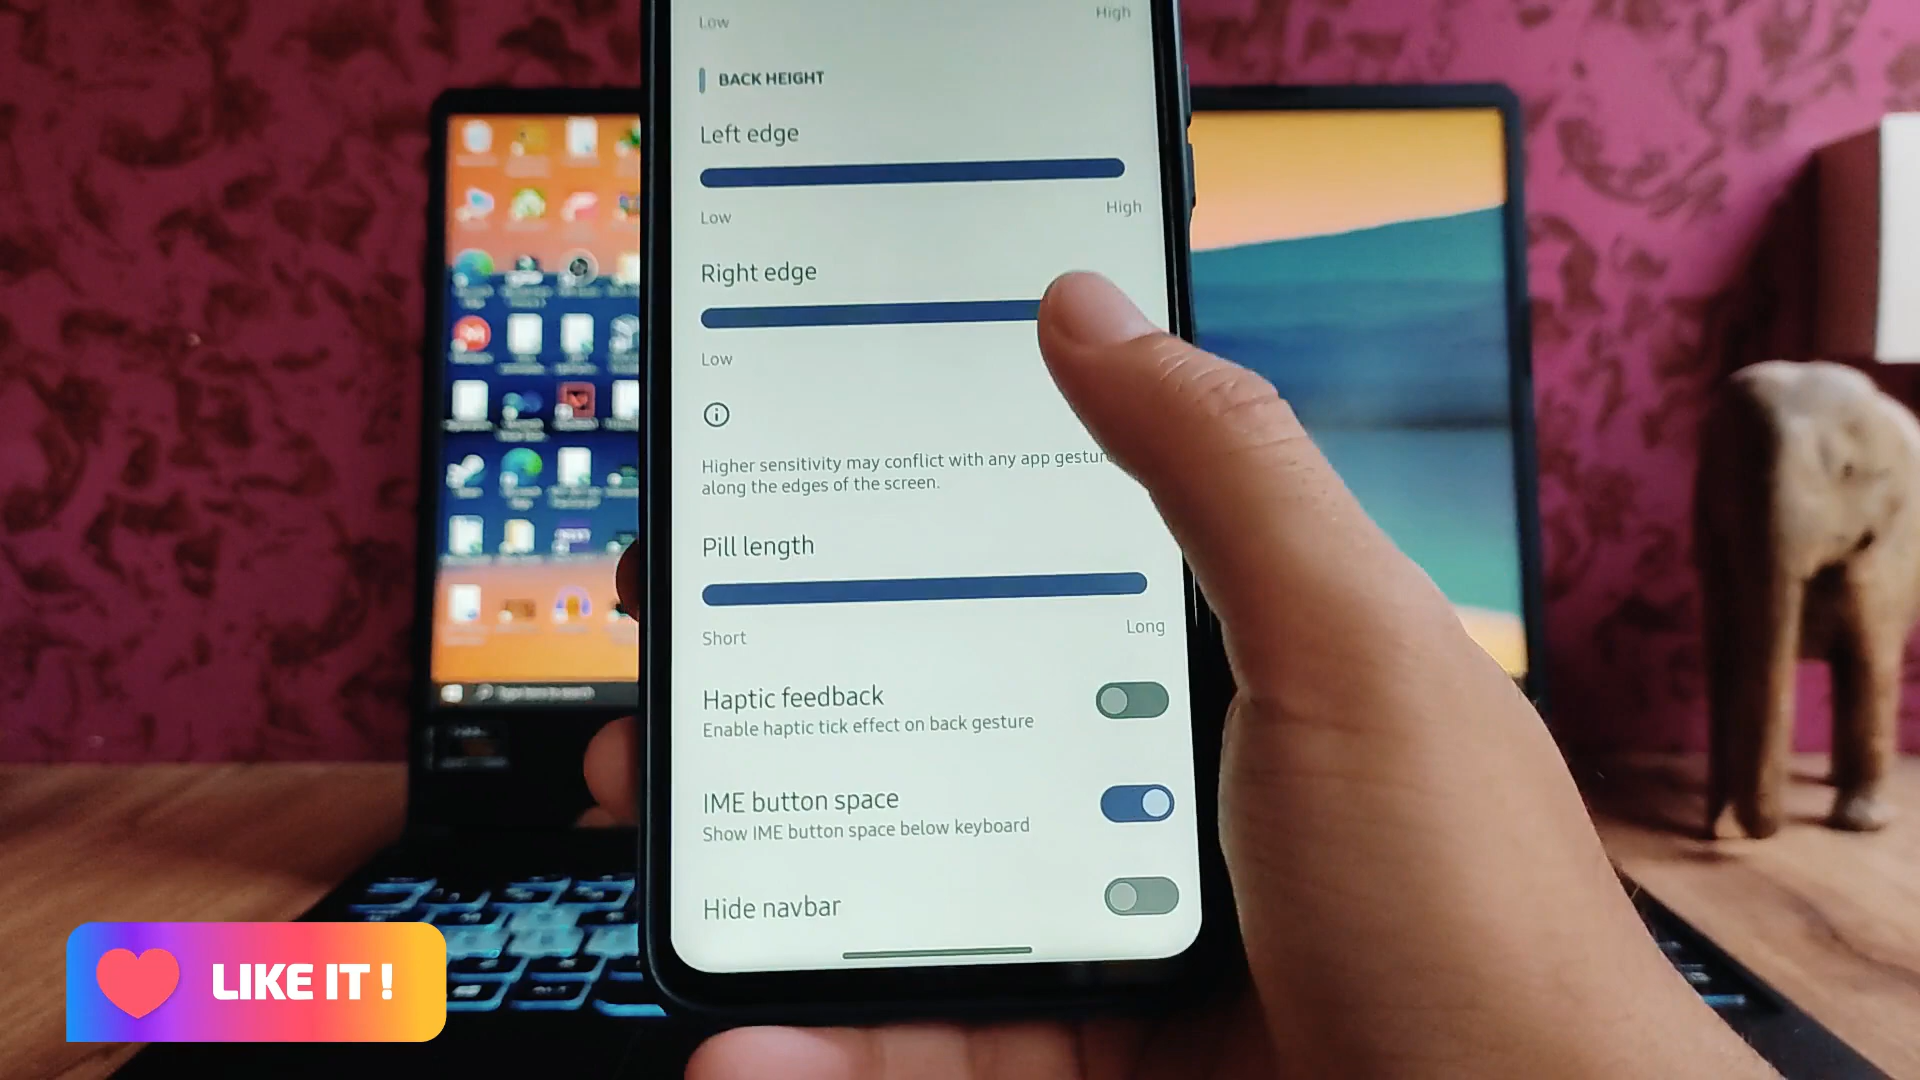 Low
High
BACK HEIGHT
Left edge
Low
High
Right edge
Low
Higher sensitivity may conflict with any app gestur
along the edges of the screen.
Pill length
Short
Long
Haptic feedback
Enable haptic tick effect on back gesture
IME button space
Show IME button space below keyboard
Hide navbar
LIKE IT !